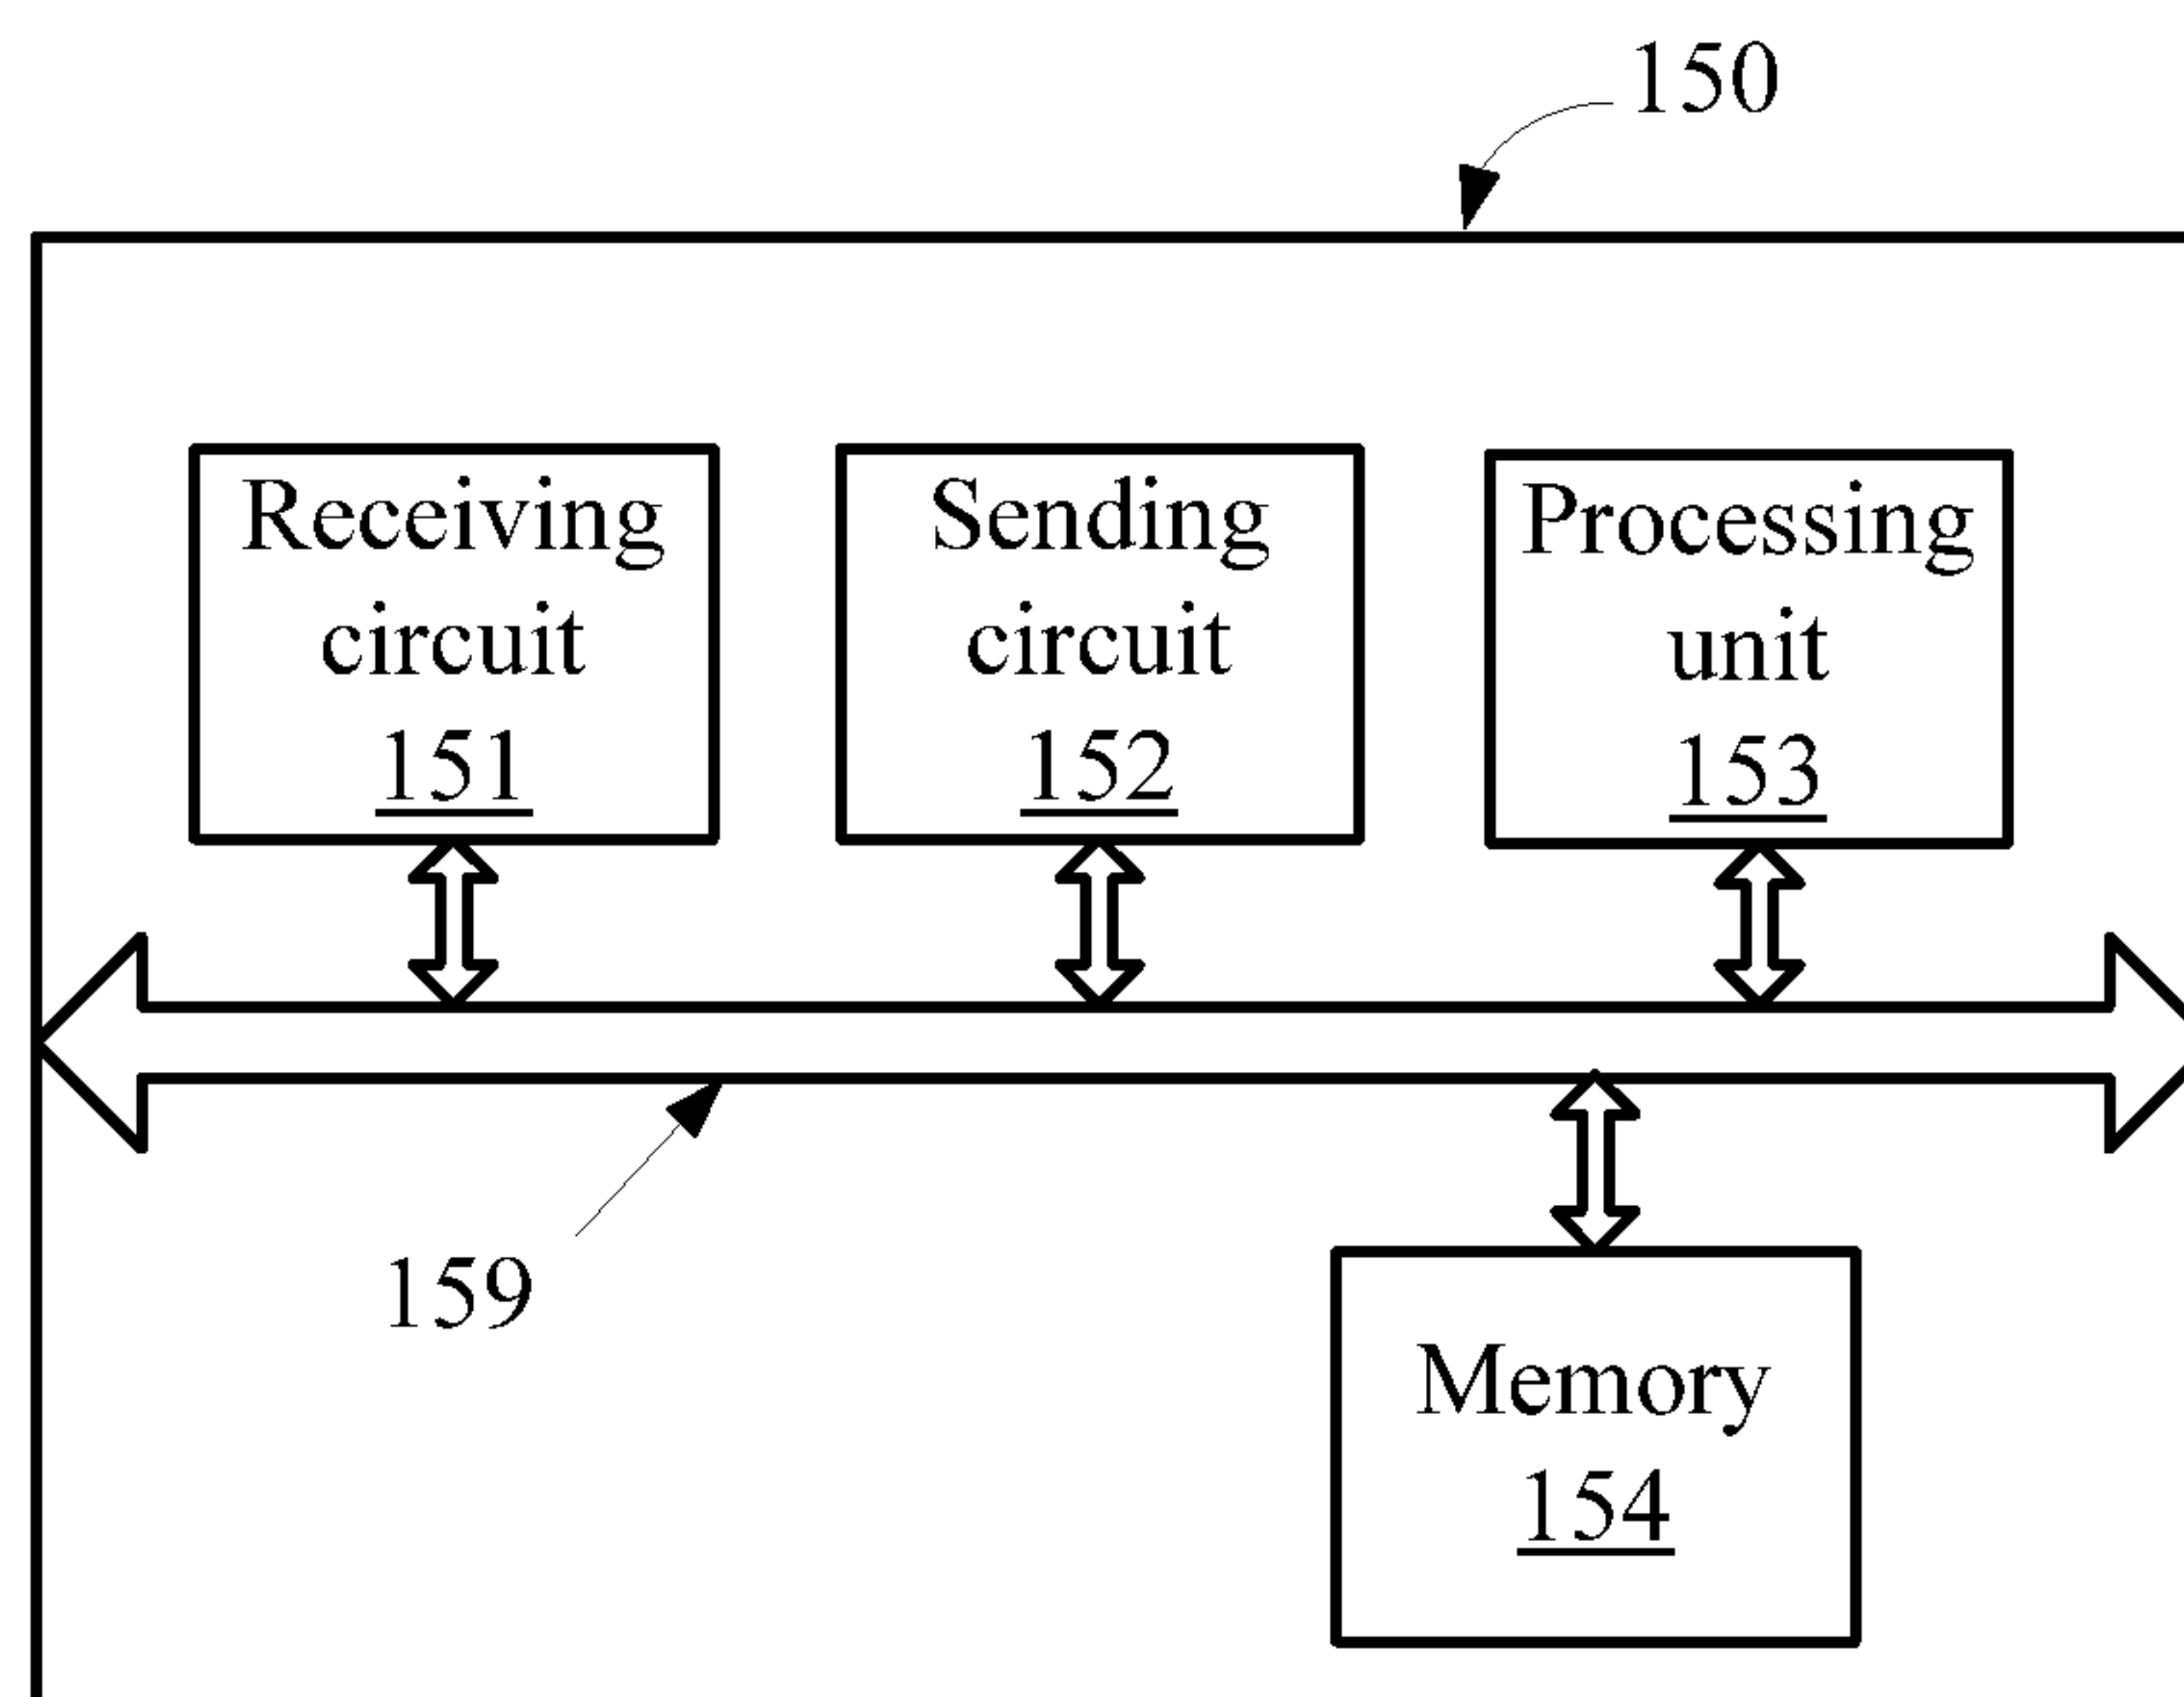 150
Receiving
circuit
151
Sending
circuit
152
Processing
unit
153
159
Memory
154